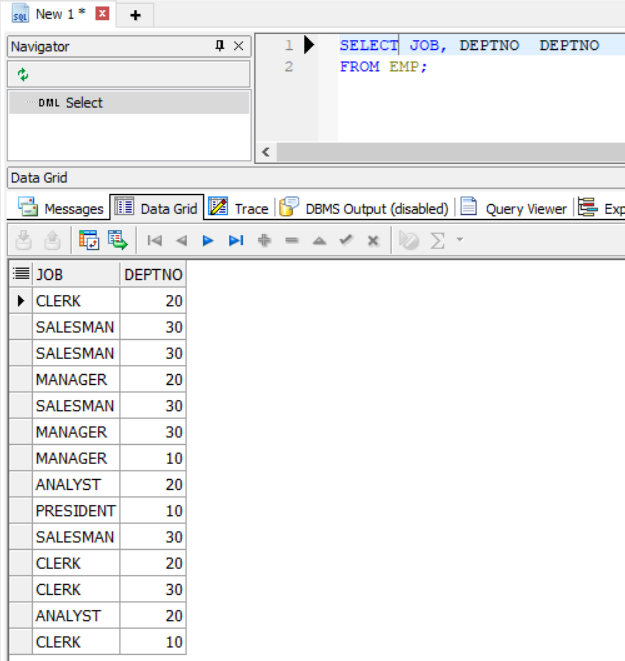 SQL New 1 *
Navigator
DML Select
1 SELECT JOB, DEPTNO  DEPTNO
2 FROM EMP;
Data Grid
Messages Data Grid Trace DBMS Output (disabled) Query Viewer Exp
JOB DEPTNO
CLERK 20
SALESMAN 30
SALESMAN 30
MANAGER 20
SALESMAN 30
MANAGER 30
MANAGER 10
ANALYST 20
PRESIDENT 10
SALESMAN 30
CLERK 20
CLERK 30
ANALYST 20
CLERK 10